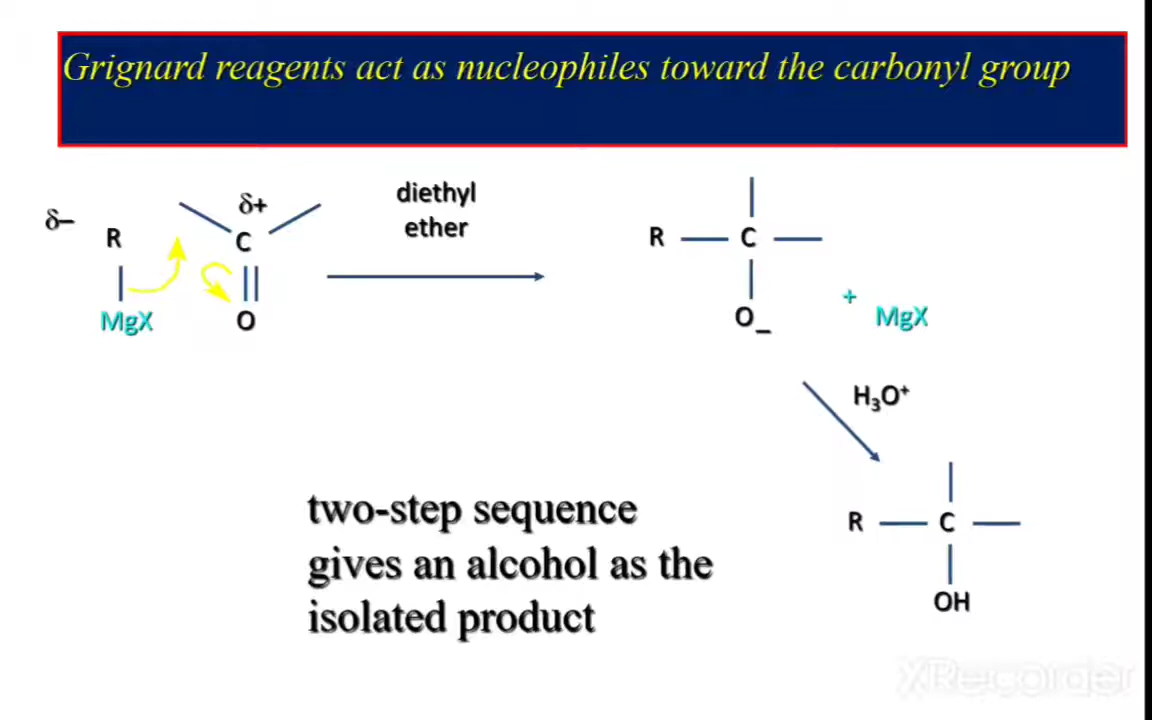 Grignard reagents act as nucleophiles toward the carbonyl group
δ–
R
MgX
δ+
C
O
diethyl
ether
R
C
O
–
+
MgX
H₃O⁺
R
C
OH
two-step sequence
gives an alcohol as the
isolated product
XRecorder